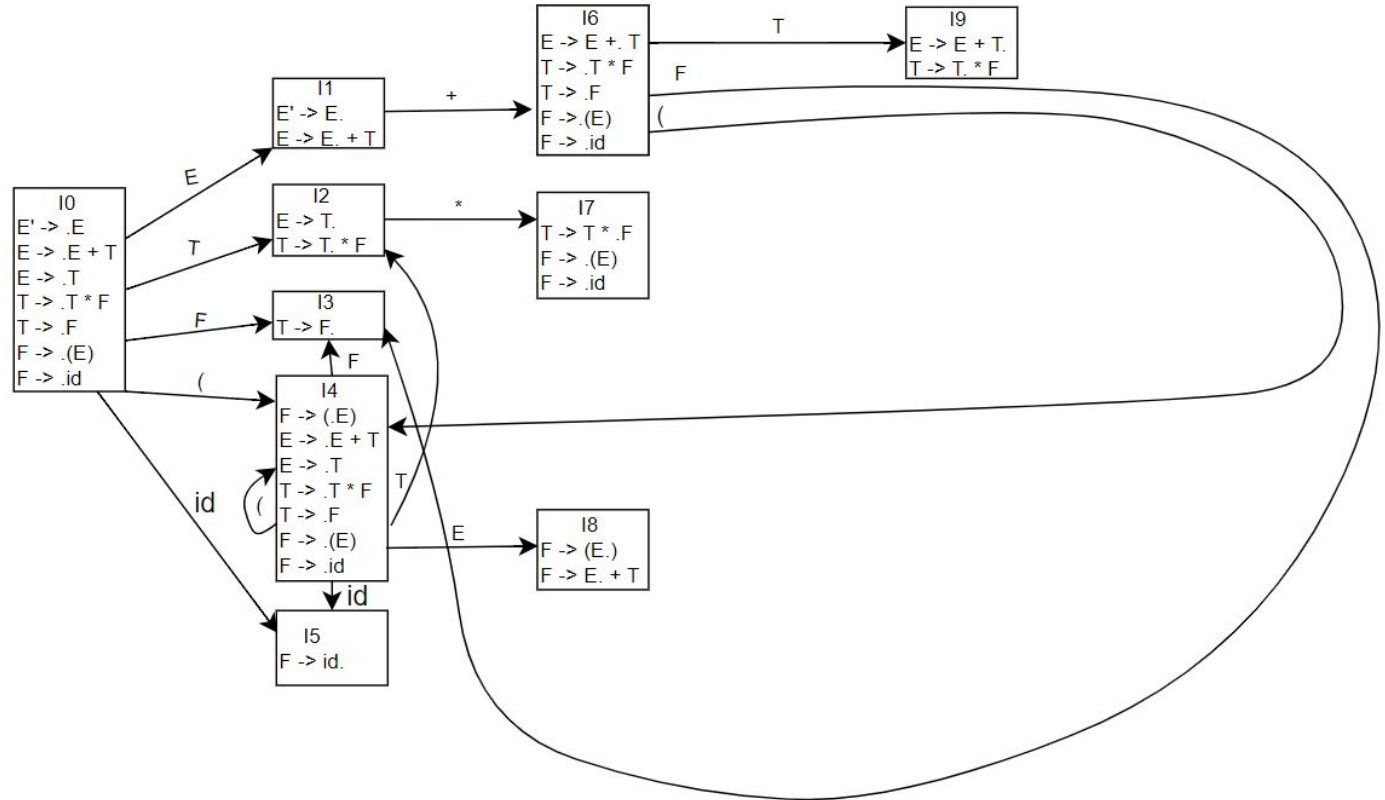 I0
E' -> .E
E -> .E + T
E -> .T
T -> .T * F
T -> .F
F -> .(E)
F -> .id
E
T
F
(
id
I1
E' -> E.
E -> E. + T
+
I2
E -> T.
T -> T. * F
*
I3
T -> F.
F
I4
F -> (.E)
E -> .E + T
E -> .T
T -> .T * F
T -> .F
F -> .(E)
F -> .id
(
T
E
id
I5
F -> id.
I6
E -> E +. T
T -> .T * F
T -> .F
F ->.(E)
F -> .id
T
F
(
I7
T -> T * .F
F -> .(E)
F -> .id
I8
F -> (E.)
F -> E. + T
I9
E -> E + T.
T -> T. * F